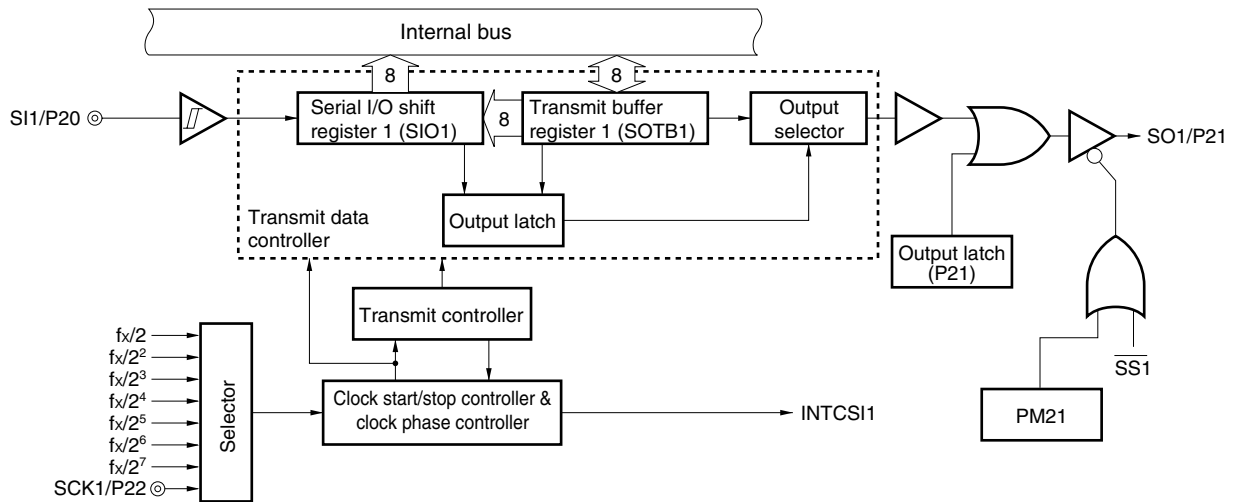 Internal bus
8
8
SI1/P20
Serial I/O shift
register 1 (SIO1)
8
Transmit buffer
register 1 (SOTB1)
Output
selector
SO1/P21
Transmit data
controller
Output latch
Output latch
(P21)
Transmit controller
fX/2
fX/2²
fX/2³
fX/2⁴
fX/2⁵
fX/2⁶
fX/2⁷
SCK1/P22
Selector
Clock start/stop controller &
clock phase controller
INTCSI1
SS1
PM21